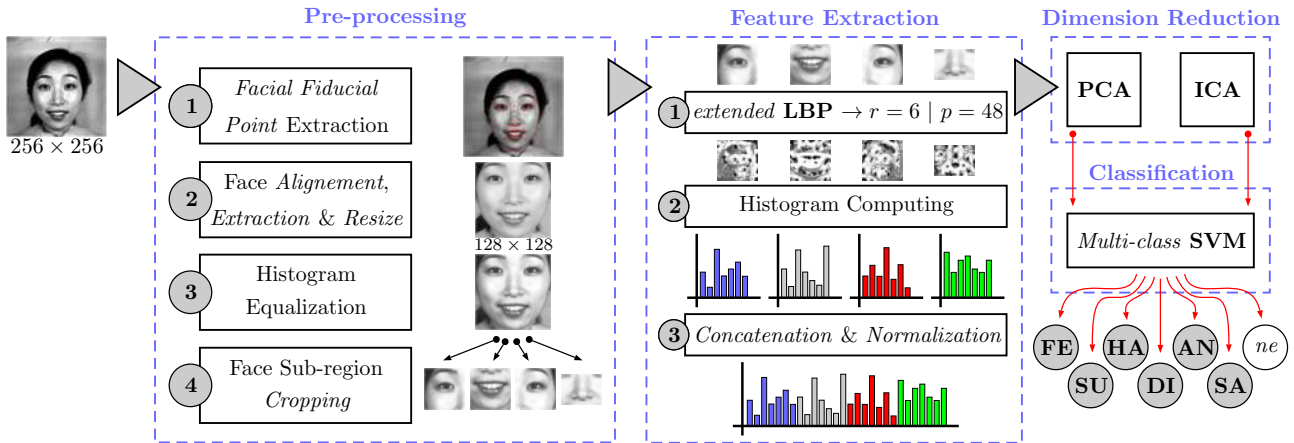 Pre-processing
256 × 256
1
Facial Fiducial
Point Extraction
2
Face Alignement,
Extraction & Resize
128 × 128
3
Histogram
Equalization
4
Face Sub-region
Cropping
Feature Extraction
1
extended LBP → r = 6 | p = 48
2
Histogram Computing
3
Concatenation & Normalization
Dimension Reduction
PCA
ICA
Classification
Multi-class SVM
FE
HA
AN
ne
SU
DI
SA